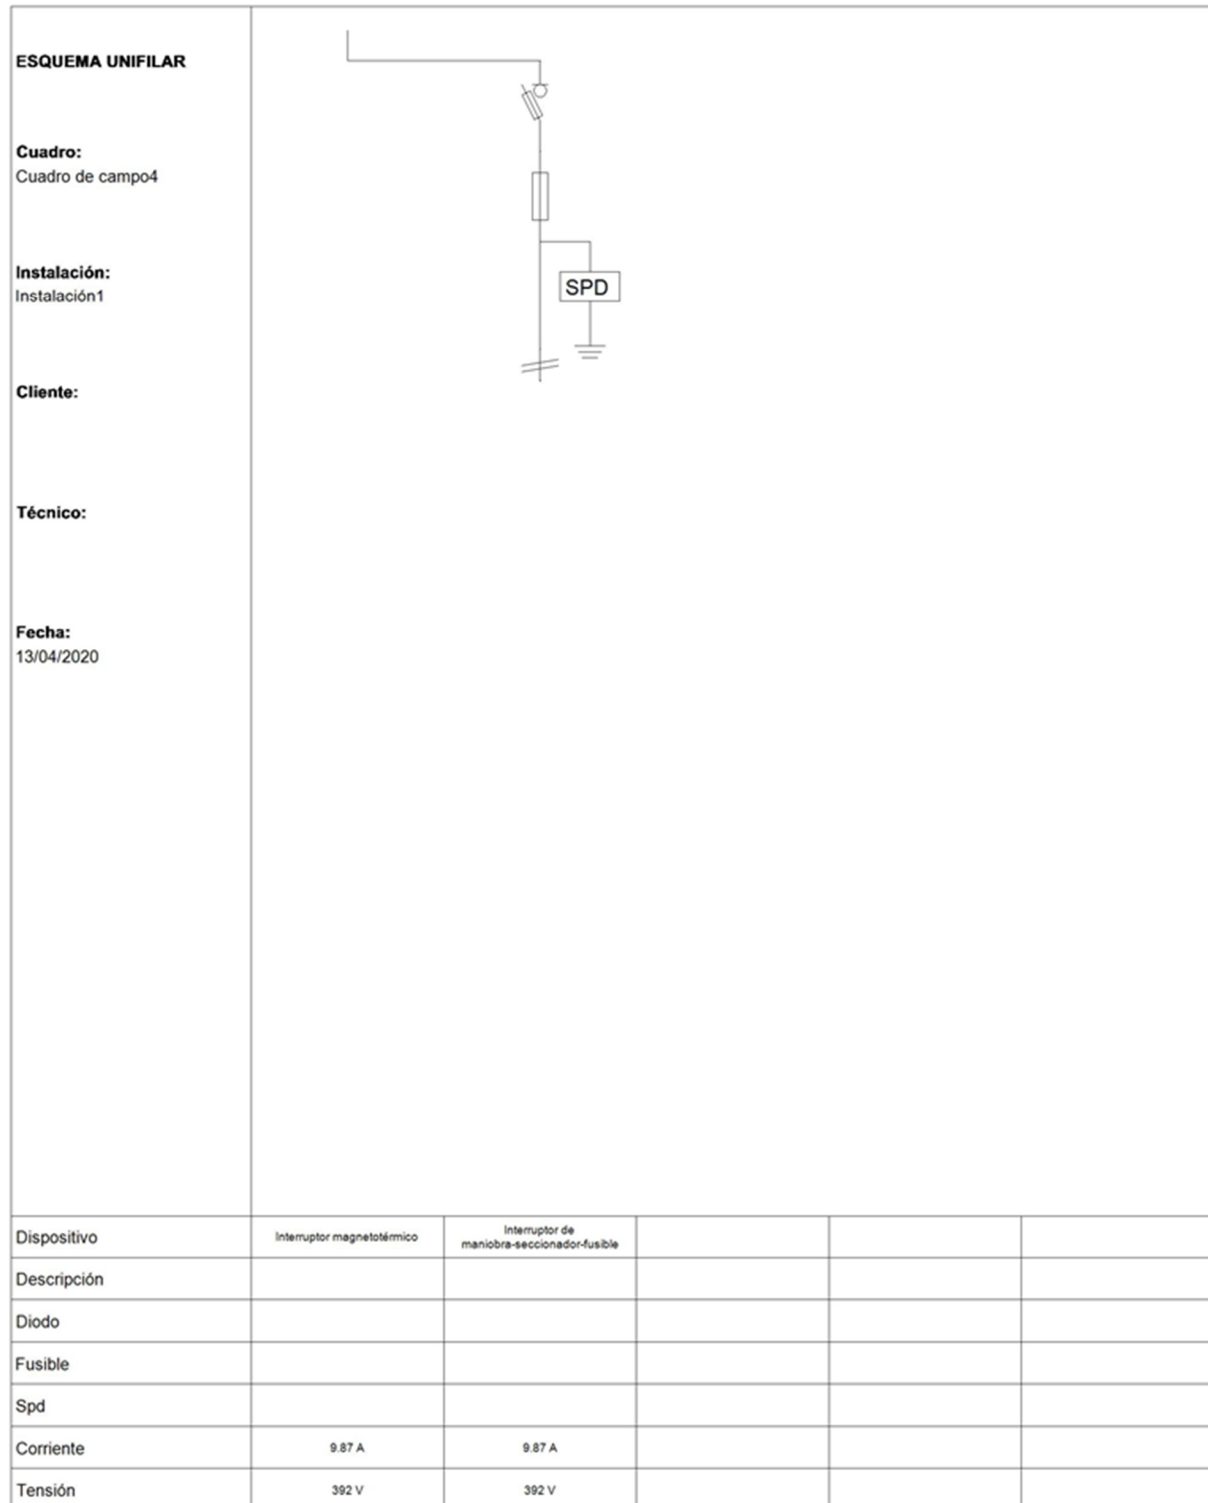 ESQUEMA UNIFILAR
Cuadro:
Cuadro de campo4
Instalación:
Instalación1
SPD
Cliente:
Técnico:
Fecha:
13/04/2020
Dispositivo
Interruptor magnetotérmico
Interruptor de
maniobra-seccionador-fusible
Descripción
Diodo
Fusible
Spd
Corriente
9.87 A
9.87 A
Tensión
392 V
392 V